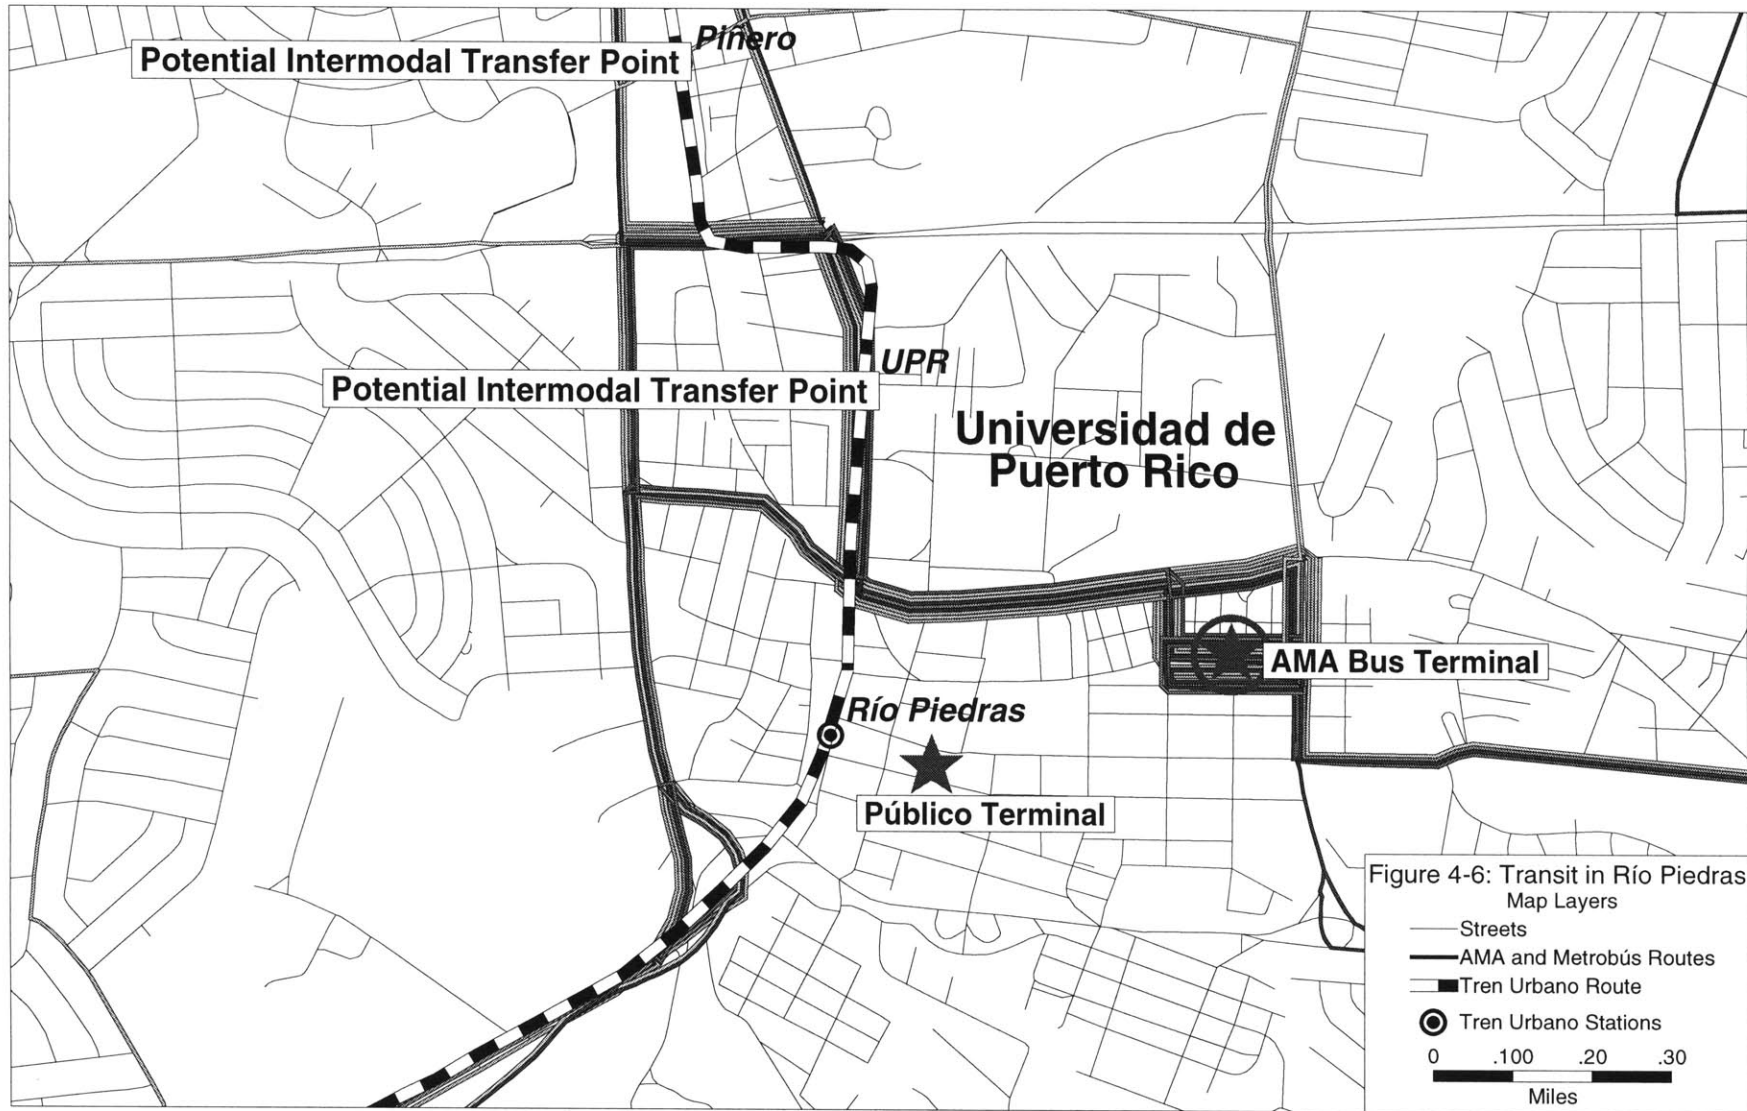 Piñero
Potential Intermodal Transfer Point
UPR
Potential Intermodal Transfer Point
Universidad de
Puerto Rico
AMA Bus Terminal
Río Piedras
Público Terminal
Figure 4-6: Transit in Río Piedras
Map Layers
Streets
AMA and Metrobús Routes
Tren Urbano Route
Tren Urbano Stations
0 .100 .20 .30
Miles